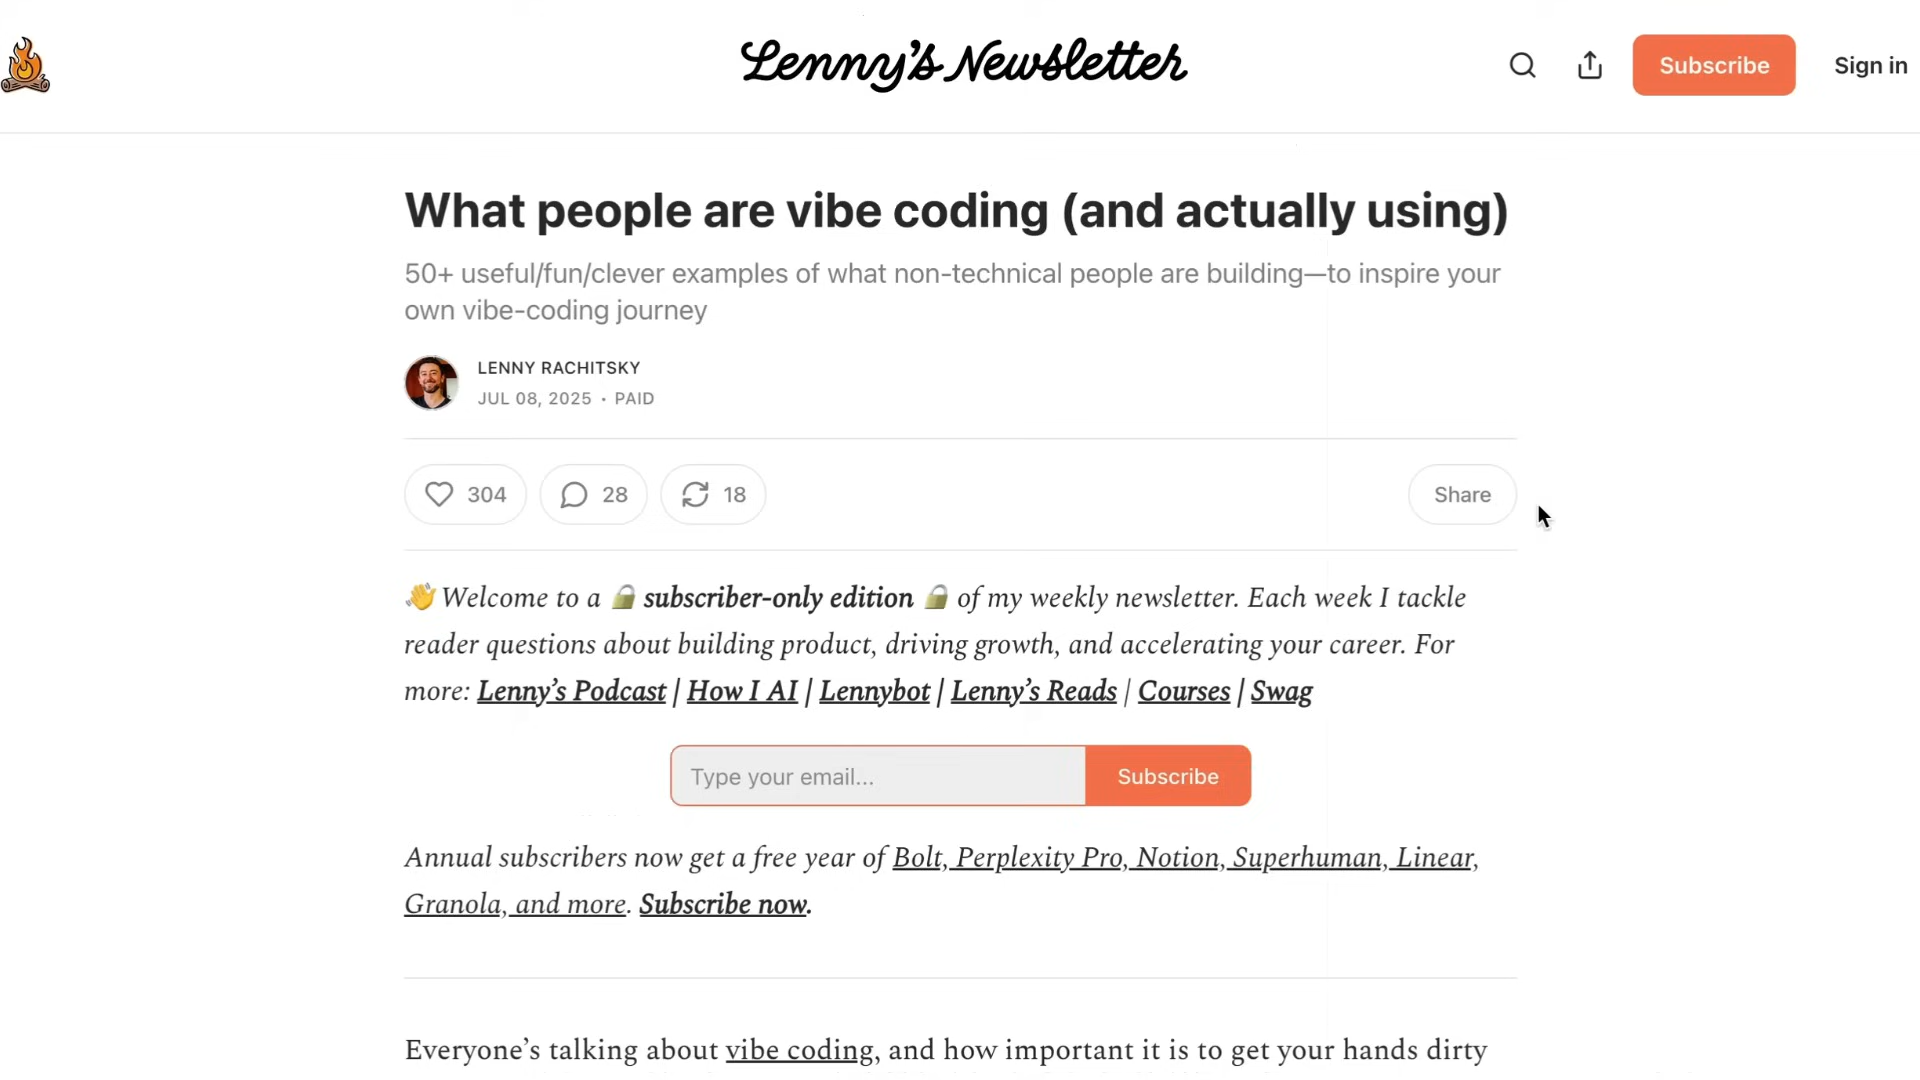 Lenny's Newsletter
Subscribe
Sign in
What people are vibe coding (and actually using)
50+ useful/fun/clever examples of what non-technical people are building—to inspire your
own vibe-coding journey
LENNY RACHITSKY
JUL 08, 2025 • PAID
304
28
18
Share
👋 Welcome to a 🔒 subscriber-only edition 🔒 of my weekly newsletter. Each week I tackle
reader questions about building product, driving growth, and accelerating your career. For
more: Lenny’s Podcast | How I AI | Lennybot | Lenny’s Reads | Courses | Swag
Type your email...
Subscribe
Annual subscribers now get a free year of Bolt, Perplexity Pro, Notion, Superhuman, Linear,
Granola, and more. Subscribe now.
Everyone’s talking about vibe coding, and how important it is to get your hands dirty